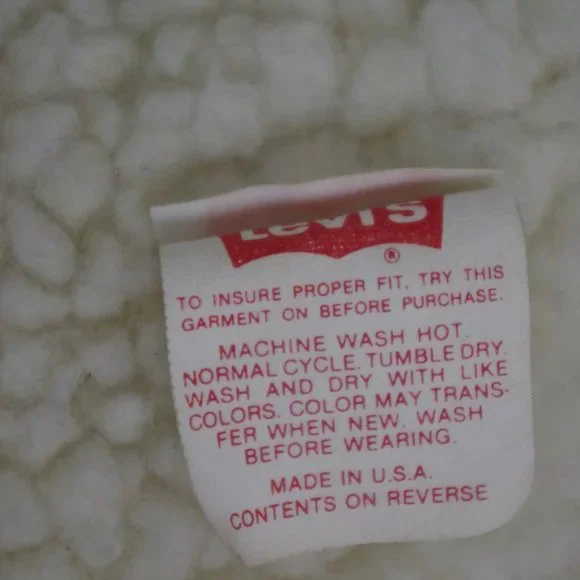 LEVI'S
®
TO INSURE PROPER FIT, TRY THIS
GARMENT ON BEFORE PURCHASE.
MACHINE WASH HOT.
NORMAL CYCLE. TUMBLE DRY.
WASH AND DRY WITH LIKE
COLORS. COLOR MAY TRANS-
FER WHEN NEW. WASH
BEFORE WEARING.
MADE IN U.S.A.
CONTENTS ON REVERSE